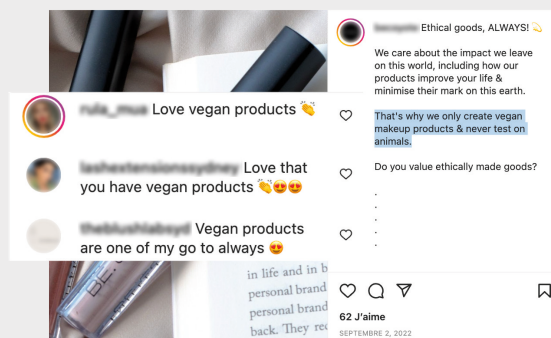 Ethical goods, ALWAYS! 💫
We care about the impact we leave
on this world, including how our
products improve your life &
minimise their mark on this earth.
That's why we only create vegan
makeup products & never test on
animals.
Do you value ethically made goods?
.
.
.
.
.
rula_mua Love vegan products 👏
lashextensionssydney Love that
you have vegan products 👏😍😍
theblushlabsyd Vegan products
are one of my go to always 😍
BE.
in life and in b
personal brand
personal brand
back. They rec
62 J'aime
SEPTEMBRE 2, 2022